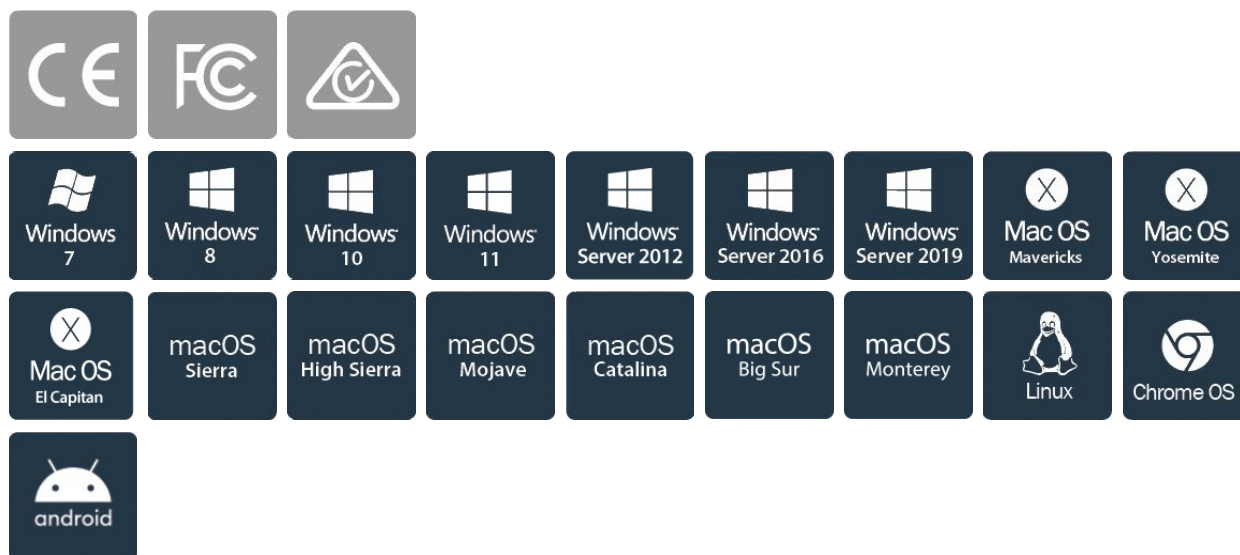 CE FC
Windows Windows Windows Windows Windows Windows Windows Mac OS Mac OS
7 8 10 11 Server 2012 Server 2016 Server 2019 Mavericks Yosemite
X X
Mac OS macOS macOS macOS macOS macOS macOS Linux Chrome OS
El Capitan Sierra High Sierra Mojave Catalina Big Sur Monterey
X
android